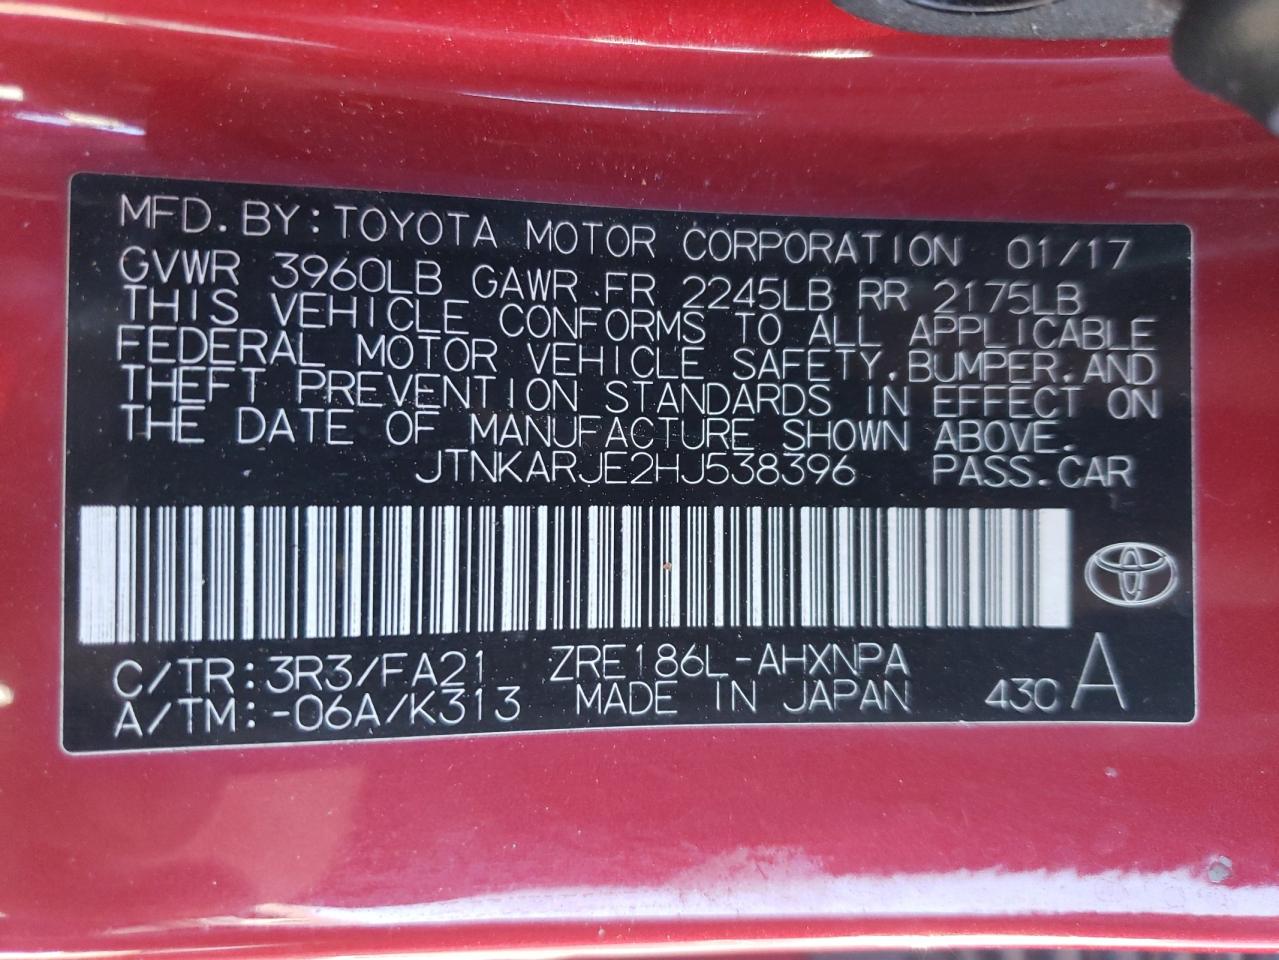 MFD. BY: TOYOTA MOTOR CORPORATION 01/17
GVWR 3960LB GAWR FR 2245LB RR 2175LB
THIS VEHICLE CONFORMS TO ALL APPLICABLE
FEDERAL MOTOR VEHICLE SAFETY, BUMPER, AND
THEFT PREVENTION STANDARDS IN EFFECT ON
THE DATE OF MANUFACTURE SHOWN ABOVE.
JTNKARJE2HJ538396 PASS. CAR
C/TR: 3R3/FA21 ZRE186L-AHXNPA
A/TM: -06A/K313 MADE IN JAPAN 43C A